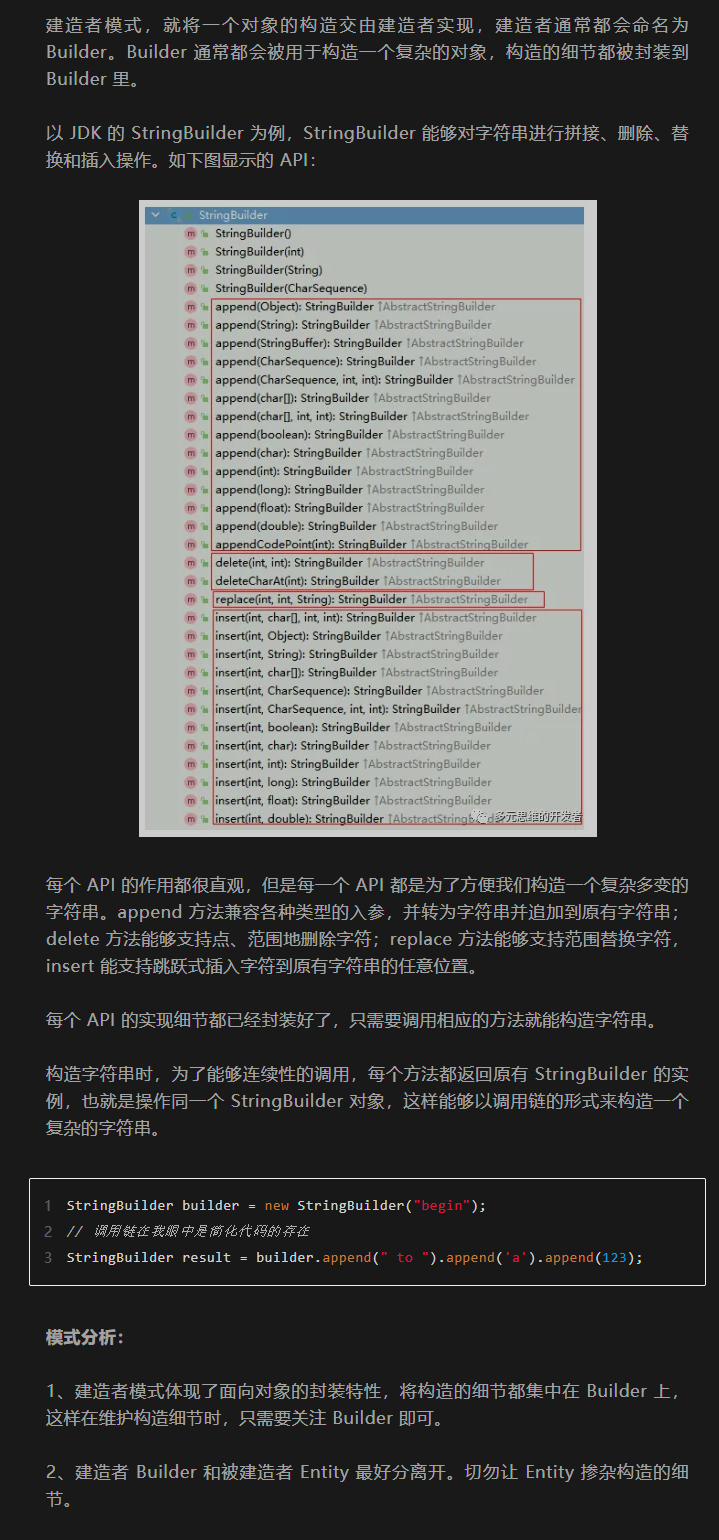 建造者模式，就将一个对象的构造交由建造者实现，建造者通常都会命名为
Builder。Builder 通常都会被用于构造一个复杂的对象，构造的细节都被封装到
Builder 里。
以 JDK 的 StringBuilder 为例，StringBuilder 能够对字符串进行拼接、删除、替
换和插入操作。如下图显示的 API：
StringBuilder
StringBuilder()
StringBuilder(int)
StringBuilder(String)
StringBuilder(CharSequence)
append(Object): StringBuilder ↑AbstractStringBuilder
append(String): StringBuilder ↑AbstractStringBuilder
append(StringBuffer): StringBuilder ↑AbstractStringBuilder
append(CharSequence): StringBuilder ↑AbstractStringBuilder
append(CharSequence, int, int): StringBuilder ↑AbstractStringBuilder
append(char[]): StringBuilder ↑AbstractStringBuilder
append(char[], int, int): StringBuilder ↑AbstractStringBuilder
append(boolean): StringBuilder ↑AbstractStringBuilder
append(char): StringBuilder ↑AbstractStringBuilder
append(int): StringBuilder ↑AbstractStringBuilder
append(long): StringBuilder ↑AbstractStringBuilder
append(float): StringBuilder ↑AbstractStringBuilder
append(double): StringBuilder ↑AbstractStringBuilder
appendCodePoint(int): StringBuilder ↑AbstractStringBuilder
delete(int, int): StringBuilder ↑AbstractStringBuilder
deleteCharAt(int): StringBuilder ↑AbstractStringBuilder
replace(int, int, String): StringBuilder ↑AbstractStringBuilder
insert(int, char[], int, int): StringBuilder ↑AbstractStringBuilder
insert(int, Object): StringBuilder ↑AbstractStringBuilder
insert(int, String): StringBuilder ↑AbstractStringBuilder
insert(int, char[]): StringBuilder ↑AbstractStringBuilder
insert(int, CharSequence): StringBuilder ↑AbstractStringBuilder
insert(int, CharSequence, int, int): StringBuilder ↑AbstractStringBuilder
insert(int, boolean): StringBuilder ↑AbstractStringBuilder
insert(int, char): StringBuilder ↑AbstractStringBuilder
insert(int, int): StringBuilder ↑AbstractStringBuilder
insert(int, long): StringBuilder ↑AbstractStringBuilder
insert(int, float): StringBuilder ↑AbstractStringBuilder
insert(int, double): StringBuilder ↑AbstractStringBuilder
多元思维的开发者
每个 API 的作用都很直观，但是每一个 API 都是为了方便我们构造一个复杂多变的
字符串。append 方法兼容各种类型的入参，并转为字符串并追加到原有字符串；
delete 方法能够支持点、范围地删除字符；replace 方法能够支持范围替换字符，
insert 能支持跳跃式插入字符到原有字符串的任意位置。
每个 API 的实现细节都已经封装好了，只需要调用相应的方法就能构造字符串。
构造字符串时，为了能够连续性的调用，每个方法都返回原有 StringBuilder 的实
例，也就是操作同一个 StringBuilder 对象，这样能够以调用链的形式来构造一个
复杂的字符串。
1 StringBuilder builder = new StringBuilder("begin");
2 // 调用链在我眼中是简化代码的存在
3 StringBuilder result = builder.append(" to ").append('a').append(123);
模式分析：
1、建造者模式体现了面向对象的封装特性，将构造的细节都集中在 Builder 上，
这样在维护构造细节时，只需要关注 Builder 即可。
2、建造者 Builder 和被建造者 Entity 最好分离开。切勿让 Entity 掺杂构造的细
节。